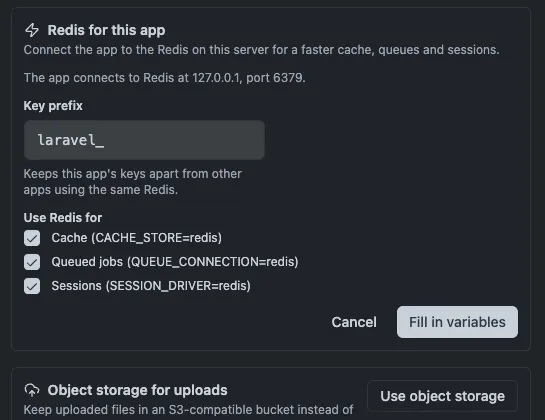 Redis for this app
Connect the app to the Redis on this server for a faster cache, queues and sessions.
The app connects to Redis at 127.0.0.1, port 6379.
Key prefix
laravel_
Keeps this app's keys apart from other
apps using the same Redis.
Use Redis for
Cache (CACHE_STORE=redis)
Queued jobs (QUEUE_CONNECTION=redis)
Sessions (SESSION_DRIVER=redis)
Cancel
Fill in variables
Object storage for uploads
Keep uploaded files in an S3-compatible bucket instead of
Use object storage